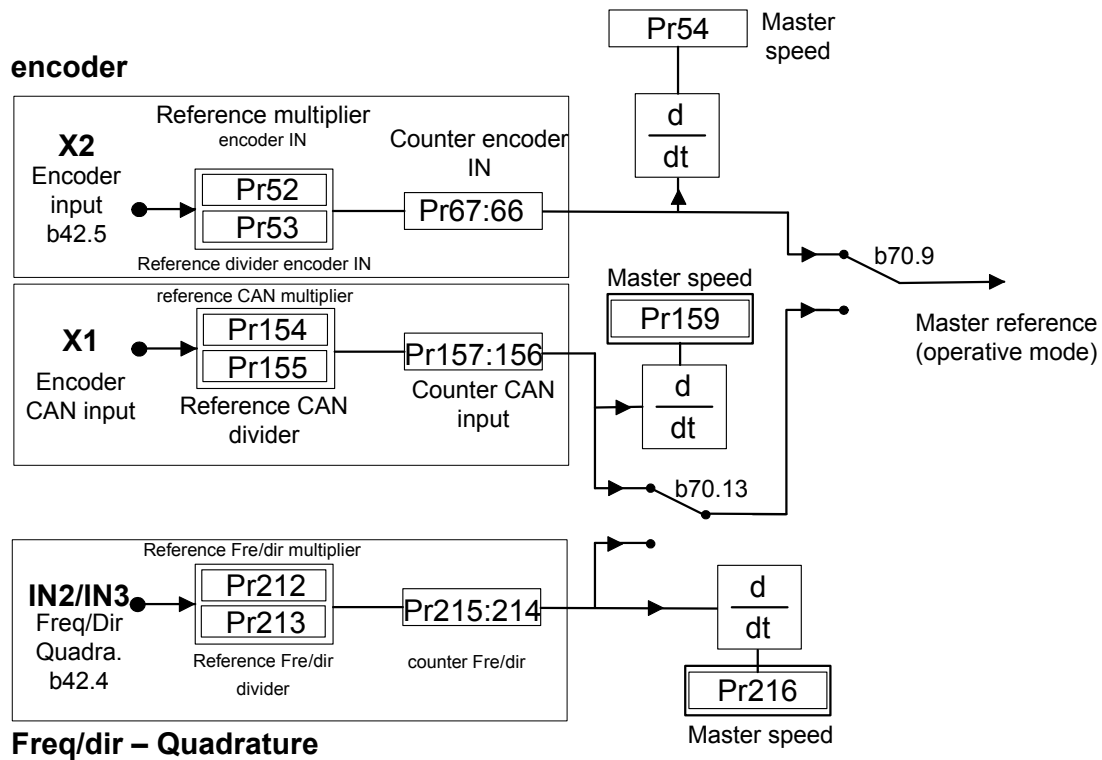 Pr54
Master
speed
encoder
d
dt
Reference multiplier
encoder IN
X2
Encoder
input
b42.5
Pr52
Pr53
Counter encoder
IN
Pr67:66
Reference divider encoder IN
b70.9
Master reference
(operative mode)
reference CAN multiplier
X1
Encoder
CAN input
Pr154
Pr155
Reference CAN
divider
Pr157:156
Counter CAN
input
Master speed
Pr159
d
dt
b70.13
Reference Fre/dir multiplier
IN2/IN3
Freq/Dir
Quadra.
b42.4
Pr212
Pr213
Reference Fre/dir
divider
Pr215:214
counter Fre/dir
d
dt
Pr216
Master speed
Freq/dir – Quadrature